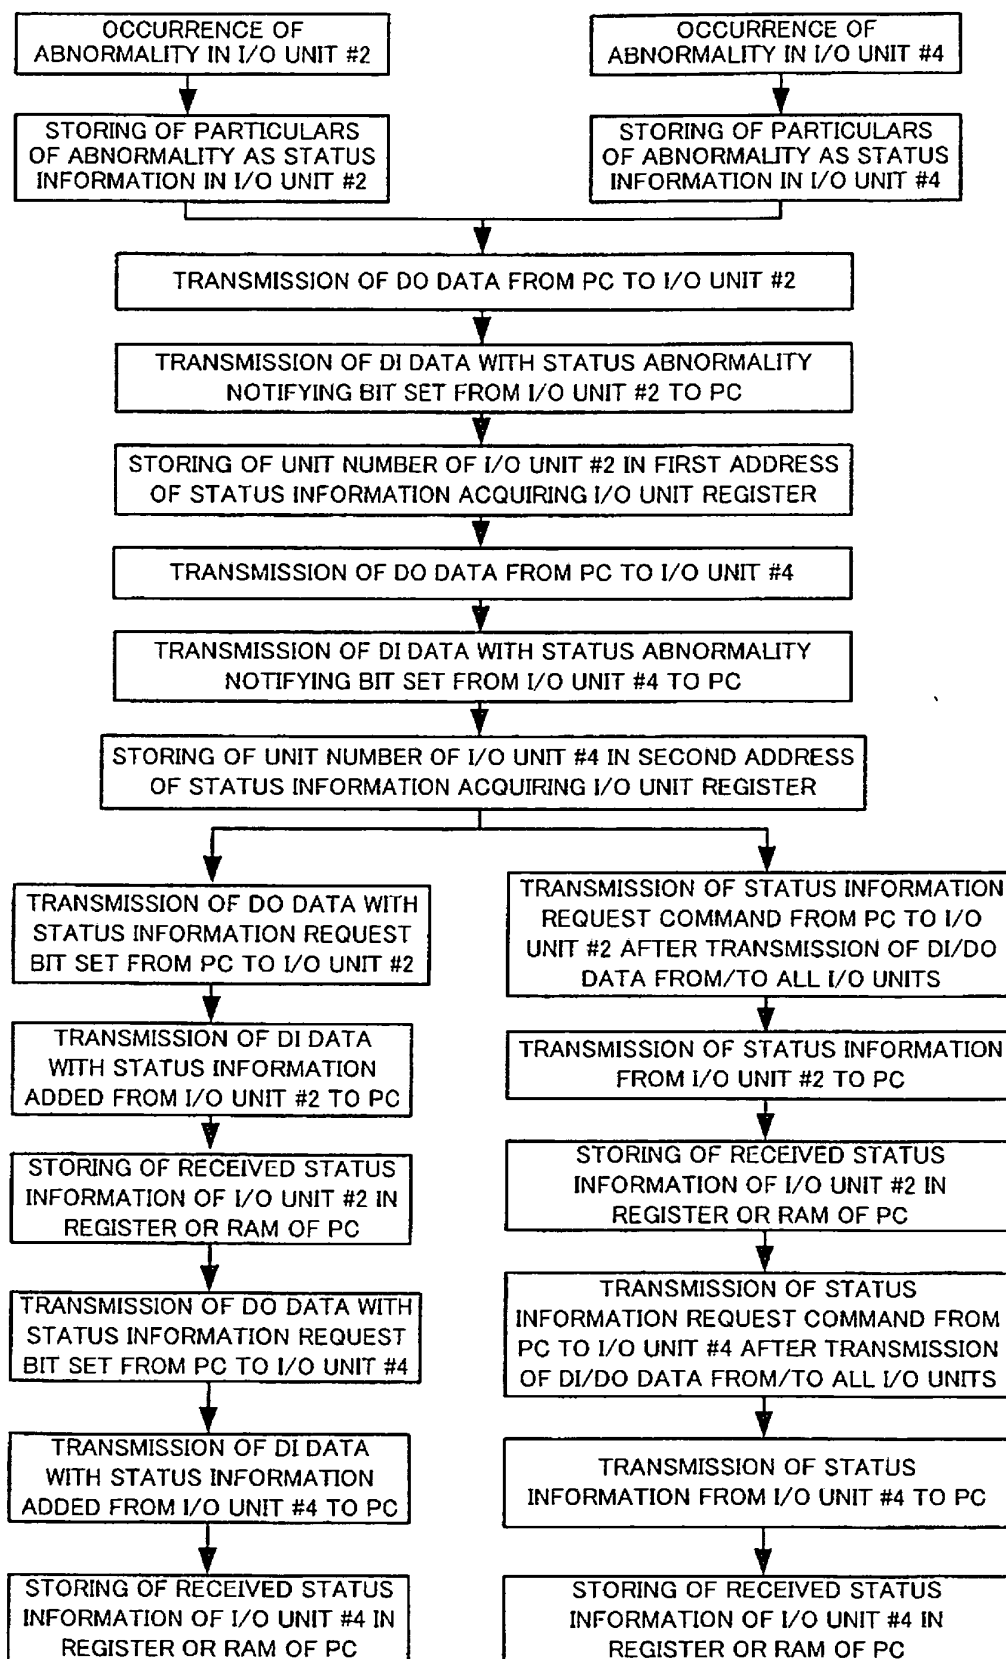 OCCURRENCE OF
ABNORMALITY IN I/O UNIT #2
OCCURRENCE OF
ABNORMALITY IN I/O UNIT #4
STORING OF PARTICULARS
OF ABNORMALITY AS STATUS
INFORMATION IN I/O UNIT #2
STORING OF PARTICULARS
OF ABNORMALITY AS STATUS
INFORMATION IN I/O UNIT #4
TRANSMISSION OF DO DATA FROM PC TO I/O UNIT #2
TRANSMISSION OF DI DATA WITH STATUS ABNORMALITY
NOTIFYING BIT SET FROM I/O UNIT #2 TO PC
STORING OF UNIT NUMBER OF I/O UNIT #2 IN FIRST ADDRESS
OF STATUS INFORMATION ACQUIRING I/O UNIT REGISTER
TRANSMISSION OF DO DATA FROM PC TO I/O UNIT #4
TRANSMISSION OF DI DATA WITH STATUS ABNORMALITY
NOTIFYING BIT SET FROM I/O UNIT #4 TO PC
STORING OF UNIT NUMBER OF I/O UNIT #4 IN SECOND ADDRESS
OF STATUS INFORMATION ACQUIRING I/O UNIT REGISTER
TRANSMISSION OF DO DATA WITH
STATUS INFORMATION REQUEST
BIT SET FROM PC TO I/O UNIT #2
TRANSMISSION OF DI DATA
WITH STATUS INFORMATION
ADDED FROM I/O UNIT #2 TO PC
STORING OF RECEIVED STATUS
INFORMATION OF I/O UNIT #2 IN
REGISTER OR RAM OF PC
TRANSMISSION OF DO DATA WITH
STATUS INFORMATION REQUEST
BIT SET FROM PC TO I/O UNIT #4
TRANSMISSION OF DI DATA
WITH STATUS INFORMATION
ADDED FROM I/O UNIT #4 TO PC
STORING OF RECEIVED STATUS
INFORMATION OF I/O UNIT #4 IN
REGISTER OR RAM OF PC
TRANSMISSION OF STATUS INFORMATION
REQUEST COMMAND FROM PC TO I/O
UNIT #2 AFTER TRANSMISSION OF DI/DO
DATA FROM/TO ALL I/O UNITS
TRANSMISSION OF STATUS INFORMATION
FROM I/O UNIT #2 TO PC
STORING OF RECEIVED STATUS
INFORMATION OF I/O UNIT #2 IN
REGISTER OR RAM OF PC
TRANSMISSION OF STATUS
INFORMATION REQUEST COMMAND FROM
PC TO I/O UNIT #4 AFTER TRANSMISSION
OF DI/DO DATA FROM/TO ALL I/O UNITS
TRANSMISSION OF STATUS
INFORMATION FROM I/O UNIT #4 TO PC
STORING OF RECEIVED STATUS
INFORMATION OF I/O UNIT #4 IN
REGISTER OR RAM OF PC